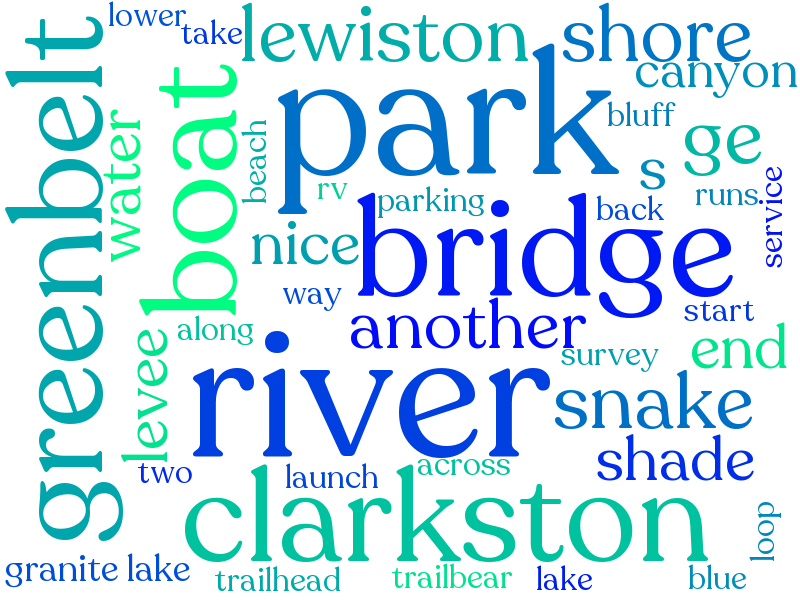 lower
take
lewiston
shore
canyon
greenbelt
water
boat
beach
park
bluff
s
ge
rv
parking
back
runs
service
nice
bridge
way
start
along
another
levee
survey
end
river
snake
shade
two
launch
across
clarkston
loop
granite lake
trailhead
trailbear
lake
blue